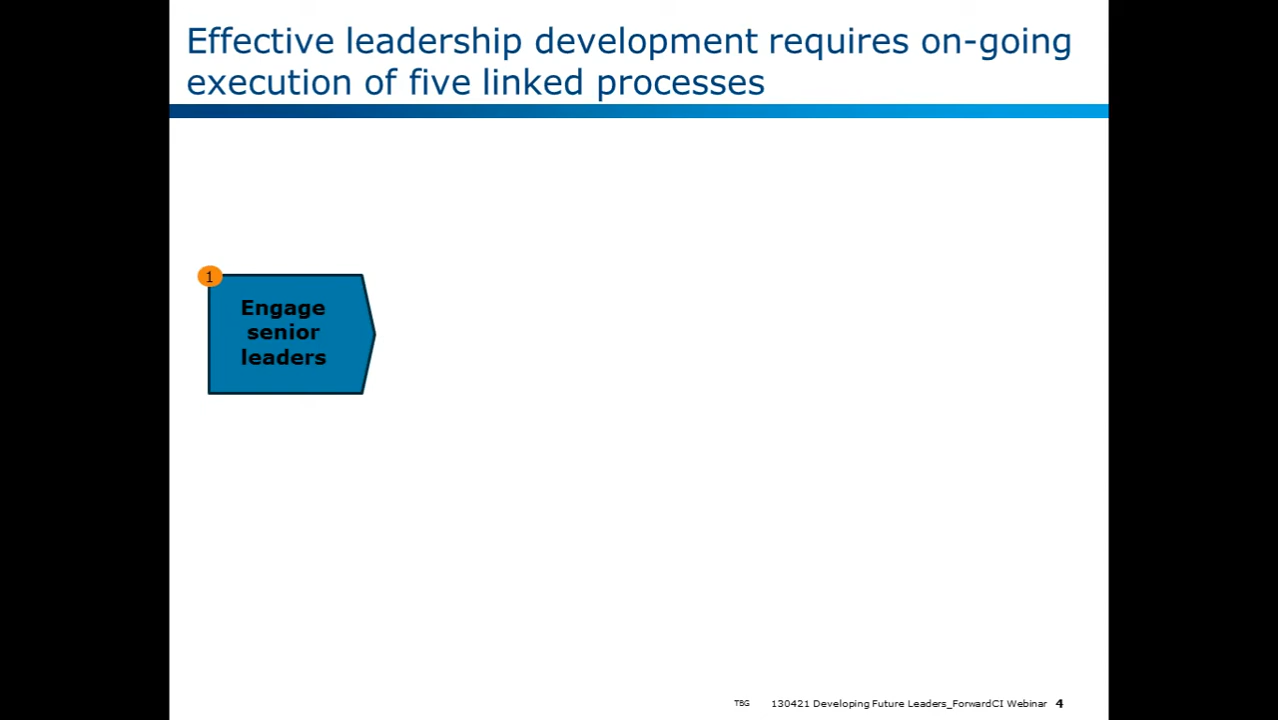 Effective leadership development requires on-going
execution of five linked processes
1
Engage
senior
leaders
TBG 130421 Developing Future Leaders_ForwardCI Webinar 4